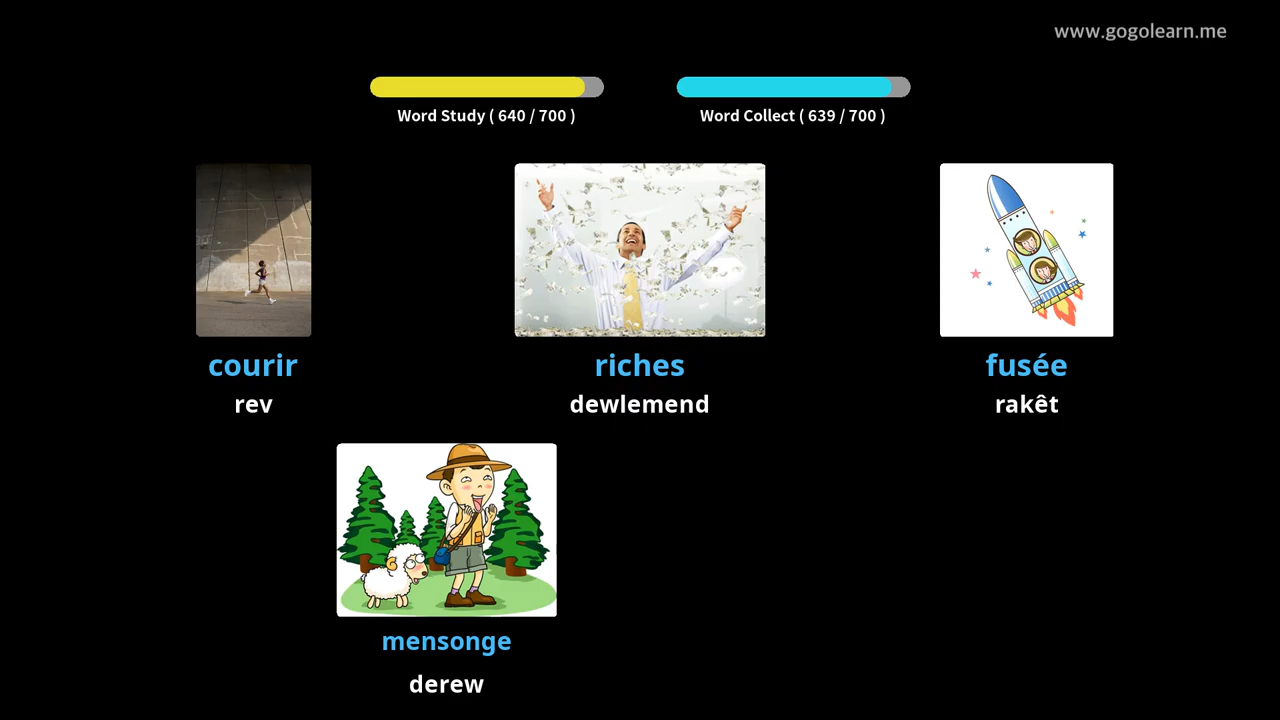 www.gogolearn.me
Word Study ( 640 / 700 )
Word Collect ( 639 / 700 )
courir
rev
riches
dewlemend
fusée
rakêt
mensonge
derew